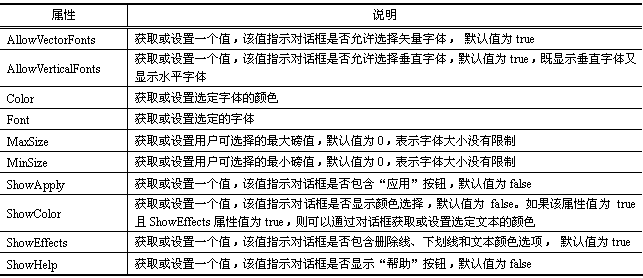 属性 说明
AllowVectorFonts 获取或设置一个值，该值指示对话框是否允许选择矢量字体， 默认值为 true
AllowVerticalFonts 获取或设置一个值，该值指示对话框是否允许选择垂直字体，默认值为 true，既显示垂直字体又
显示水平字体
Color 获取或设置选定字体的颜色
Font 获取或设置选定的字体
MaxSize 获取或设置用户可选择的最大磅值，默认值为 0，表示字体大小没有限制
MinSize 获取或设置用户可选择的最小磅值，默认值为 0，表示字体大小没有限制
ShowApply 获取或设置一个值，该值指示对话框是否包含“应用”按钮，默认值为 false
ShowColor 获取或设置一个值，该值指示对话框是否显示颜色选择，默认值为 false。如果该属性值为 true
且 ShowEffects 属性值为 true，则可以通过对话框获取或设置选定文本的颜色
ShowEffects 获取或设置一个值，该值指示对话框是否包含删除线、下划线和文本颜色选项， 默认值为 true
ShowHelp 获取或设置一个值，该值指示对话框是否显示“帮助”按钮，默认值为 false